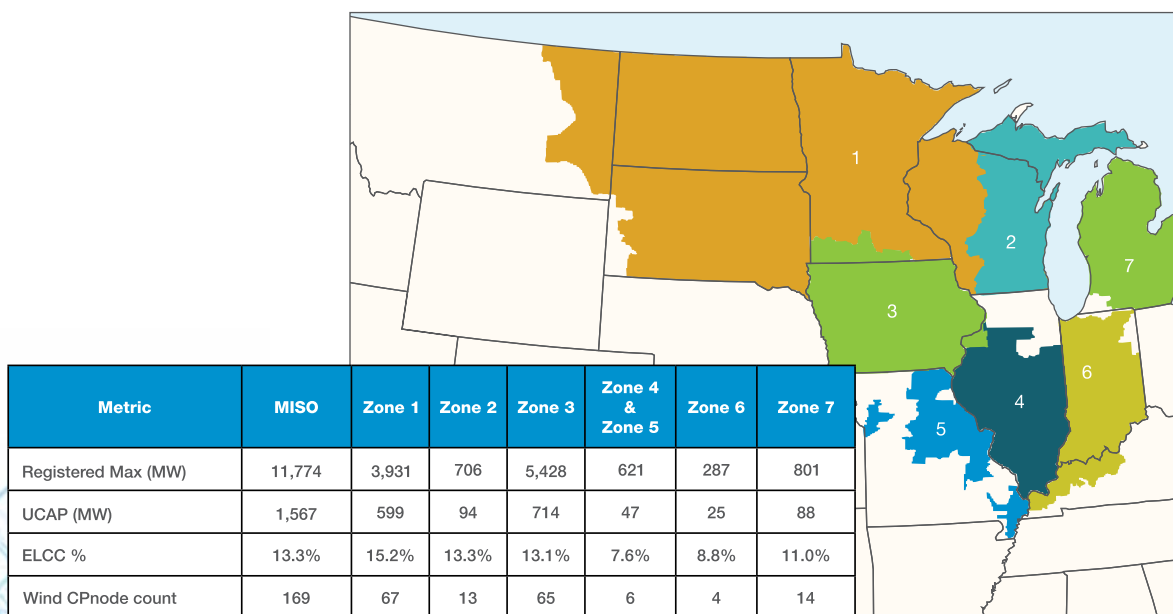 1
2
7
3
6
4
5
Metric MISO Zone 1 Zone 2 Zone 3 Zone 4 & Zone 5 Zone 6 Zone 7
Registered Max (MW) 11,774 3,931 706 5,428 621 287 801
UCAP (MW) 1,567 599 94 714 47 25 88
ELCC % 13.3% 15.2% 13.3% 13.1% 7.6% 8.8% 11.0%
Wind CPnode count 169 67 13 65 6 4 14